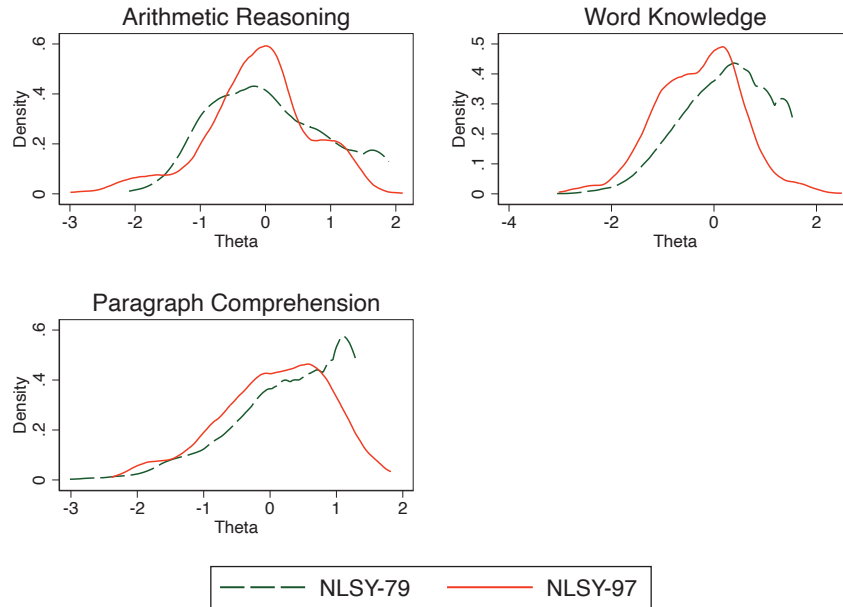 Arithmetic Reasoning
Density
0 .2 .4 .6
-3 -2 -1 0 1 2
Theta
Word Knowledge
Density
0 .1 .2 .3 .4 .5
-4 -2 0 2
Theta
Paragraph Comprehension
Density
0 .2 .4 .6
-3 -2 -1 0 1 2
Theta
NLSY-79 NLSY-97